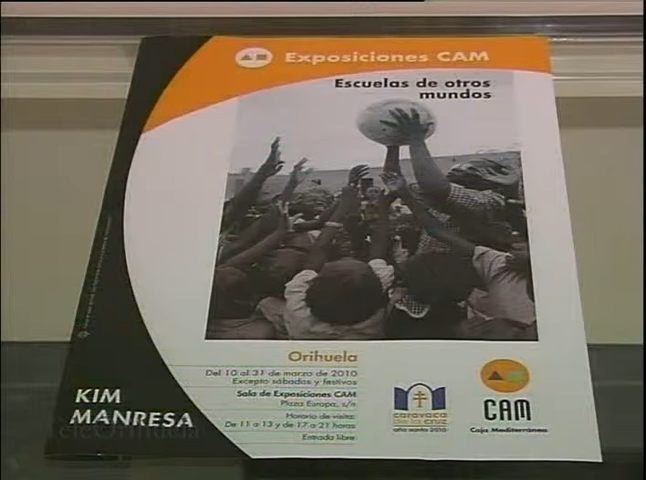 Exposiciones CAM
Escuelas de otros
mundos
Orihuela
Del 10 al 31 de marzo de 2010
Excepto sábados y festivos
Sala de Exposiciones CAM
Plaza Europa, s/n
Horario de visita:
De 11 a 13 y de 17 a 21 horas
Entrada libre
KIM
MANRESA
caravaca
de la cruz
año santo 2010
CAM
Caja Mediterráneo